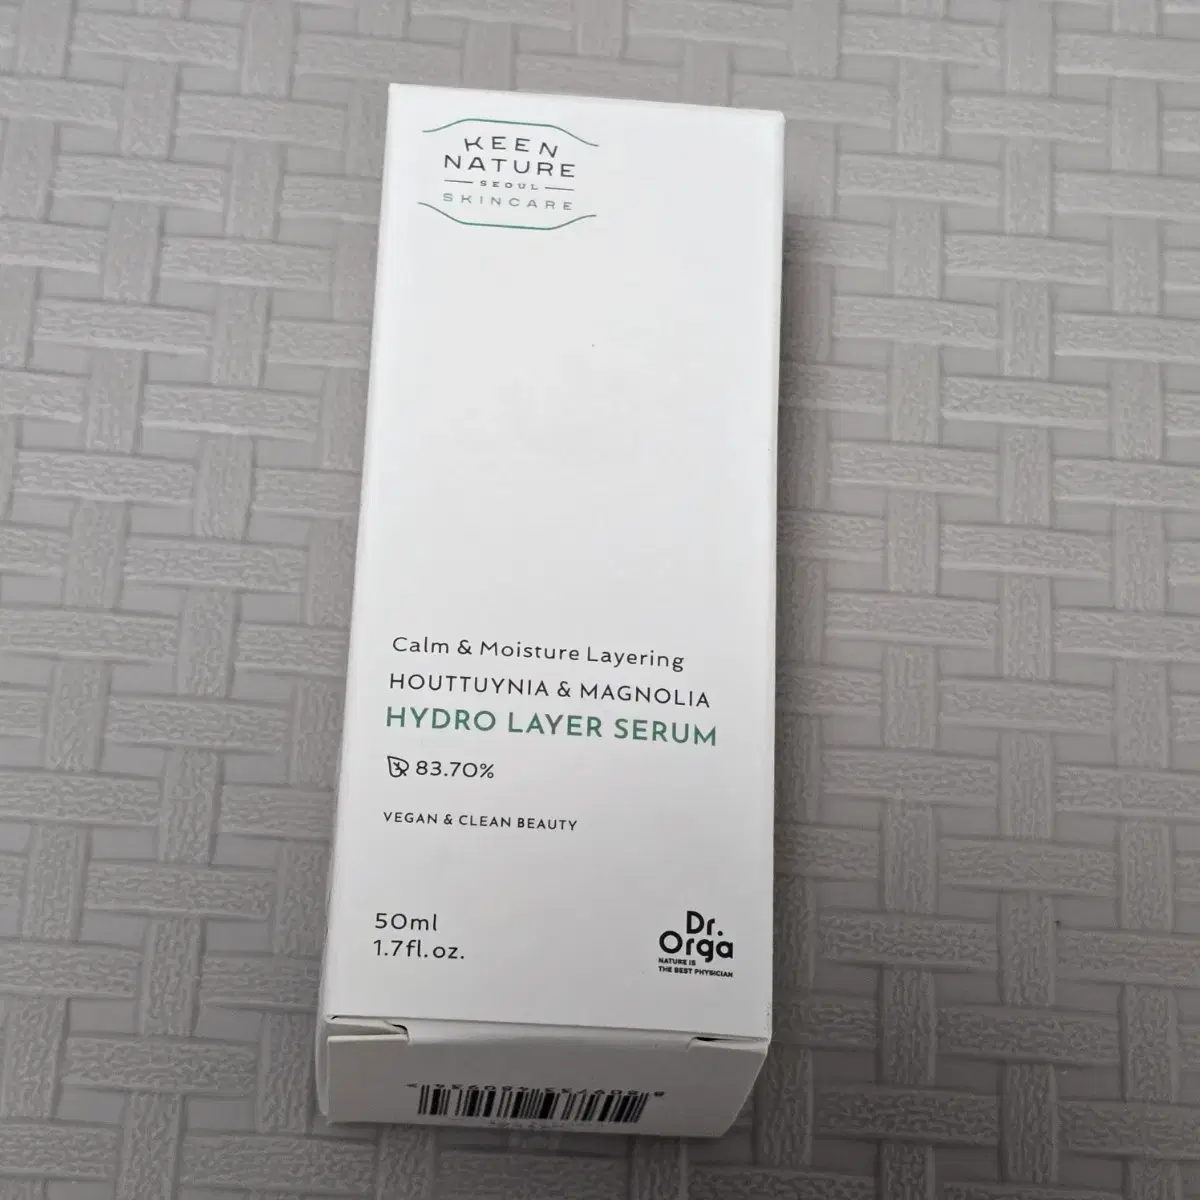 KEEN
NATURE
SEOUL
SKINCARE
Calm & Moisture Layering
HOUTTUYNIA & MAGNOLIA
HYDRO LAYER SERUM
83.70%
VEGAN & CLEAN BEAUTY
50ml
1.7fl.oz.
Dr.
Orga
NATURE IS
THE BEST PHYSICIAN